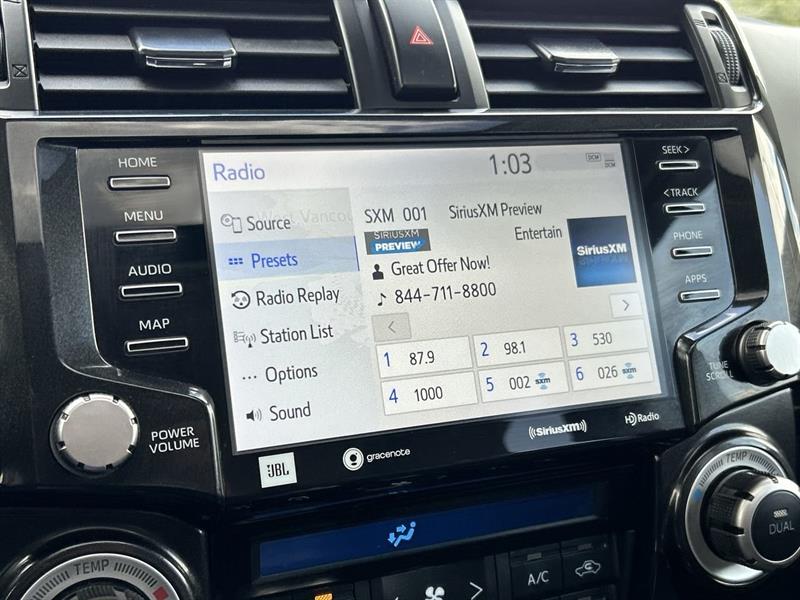 HOME
MENU
AUDIO
MAP
POWER
VOLUME
Radio
1:03
DCM
DCM
Source
Presets
Radio Replay
Station List
Options
Sound
SXM 001 SiriusXM Preview
SIRIUSXM
PREVIEW
Entertain
SiriusXM
Great Offer Now!
844-711-8800
<
>
1 87.9
2 98.1
3 530
4 1000
5 002 sxm
6 026 sxm
JBL
gracenote
((SiriusXM))
HD Radio
SEEK >
< TRACK
PHONE
APPS
TUNE
SCROLL
TEMP
A/C
TEMP
DUAL